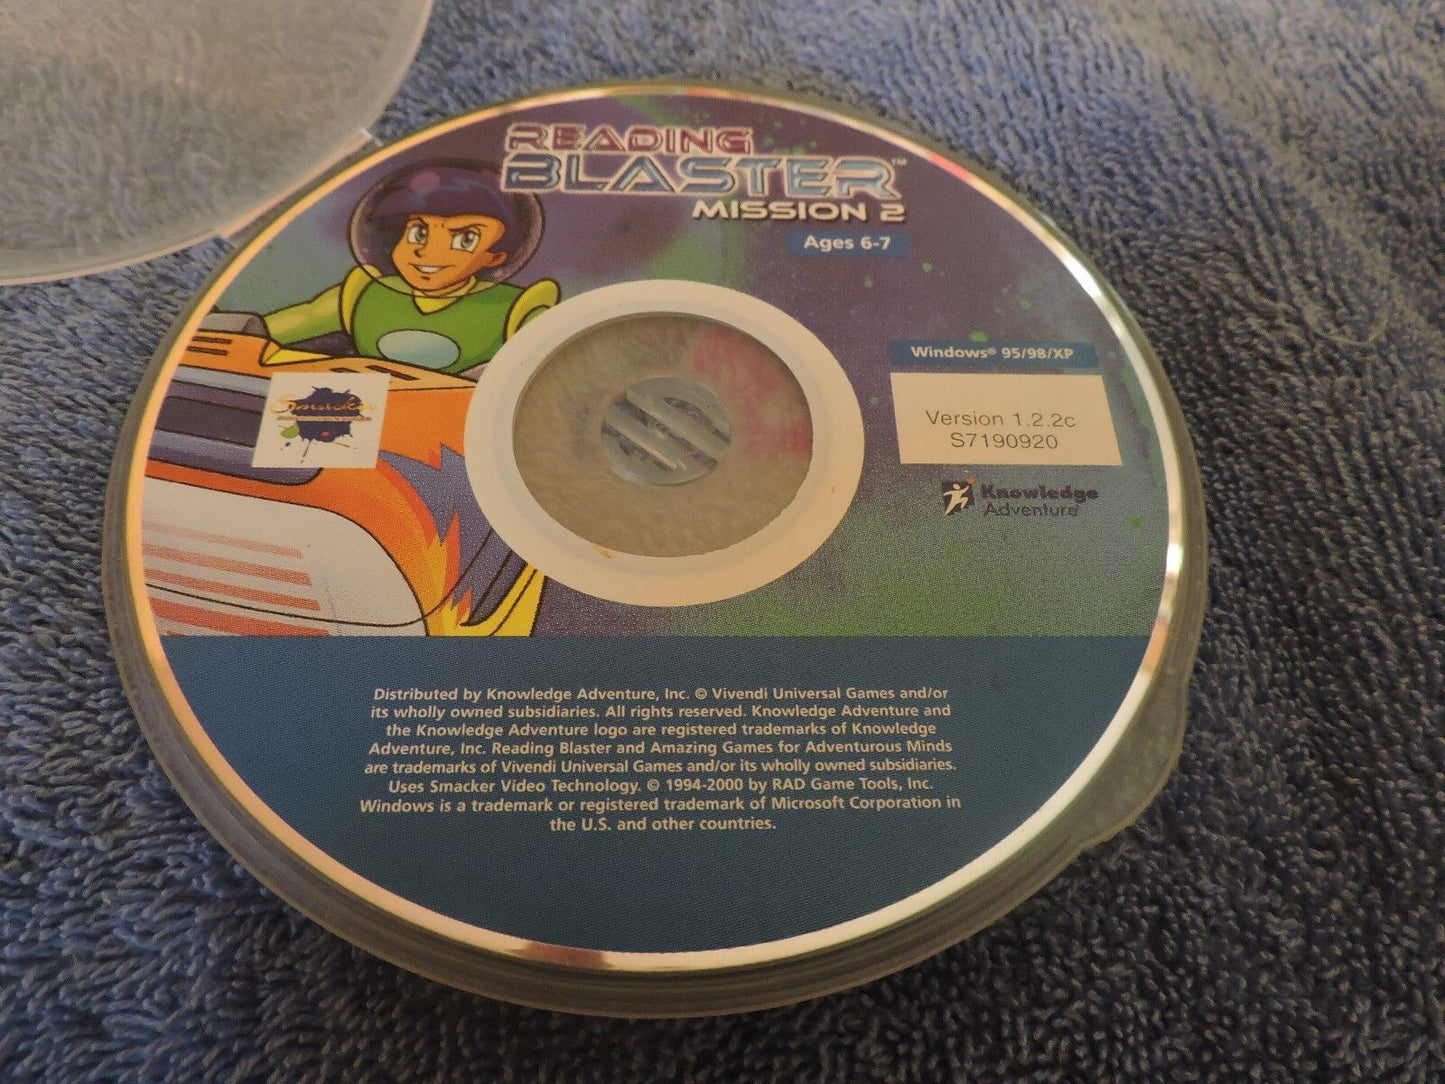 READING
BLASTER™
MISSION 2
Ages 6-7
Smacker
Windows® 95/98/XP
Version 1.2.2c
S7190920
Knowledge
Adventure®
Distributed by Knowledge Adventure, Inc. © Vivendi Universal Games and/or
its wholly owned subsidiaries. All rights reserved. Knowledge Adventure and
the Knowledge Adventure logo are registered trademarks of Knowledge
Adventure, Inc. Reading Blaster and Amazing Games for Adventurous Minds
are trademarks of Vivendi Universal Games and/or its wholly owned subsidiaries.
Uses Smacker Video Technology. © 1994-2000 by RAD Game Tools, Inc.
Windows is a trademark or registered trademark of Microsoft Corporation in
the U.S. and other countries.